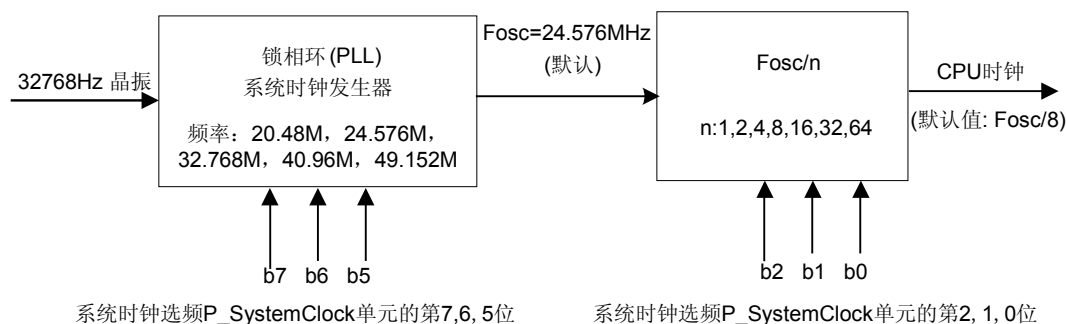 32768Hz 晶振
锁相环(PLL)
系统时钟发生器
频率：20.48M，24.576M，
32.768M，40.96M，49.152M
Fosc=24.576MHz
(默认)
Fosc/n
n:1,2,4,8,16,32,64
CPU时钟
(默认值: Fosc/8)
b7 b6 b5
b2 b1 b0
系统时钟选频P_SystemClock单元的第7,6, 5位
系统时钟选频P_SystemClock单元的第2, 1, 0位